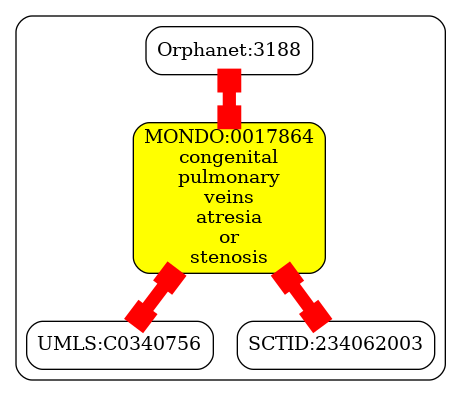 Orphanet:3188
MONDO:0017864
congenital
pulmonary
veins
atresia
or
stenosis
UMLS:C0340756
SCTID:234062003